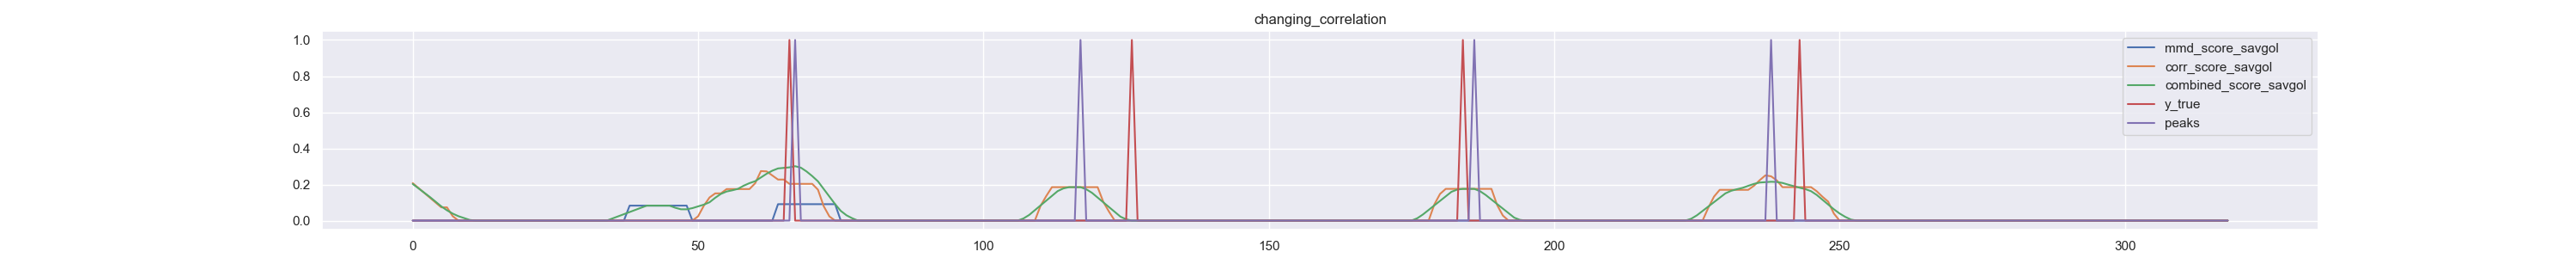 changing_correlation
1.0
0.8
0.6
0.4
0.2
0.0
mmd_score_savgol
corr_score_savgol
combined_score_savgol
y_true
peaks
0 50 100 150 200 250 300